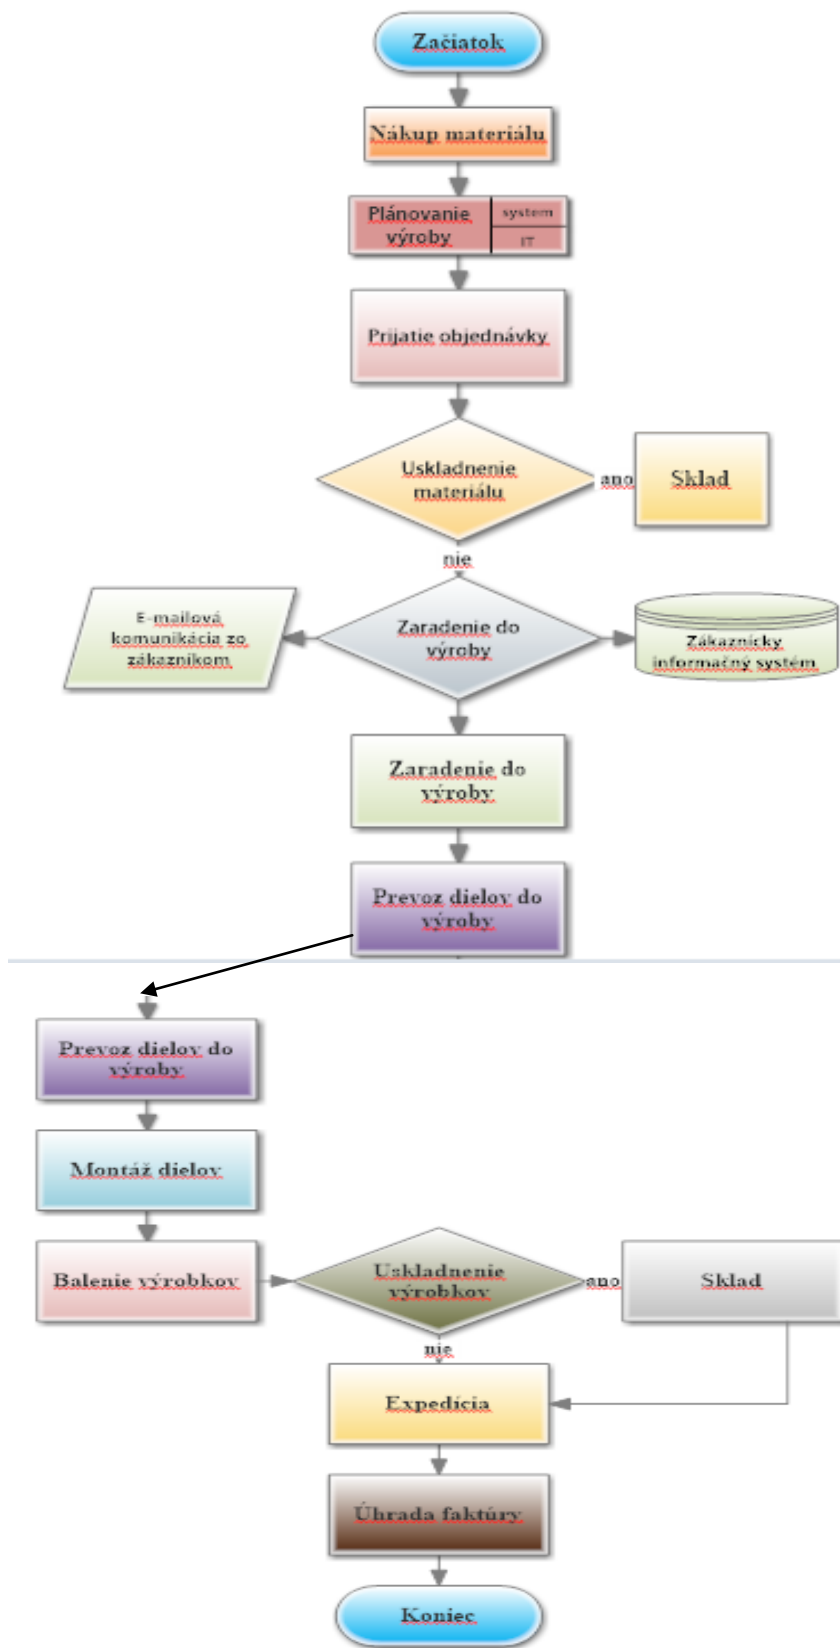 Začiatok
Nákup materiálu
Plánovanie
výroby
system
IT
Prijatie objednávky
Uskladnenie
materiálu
ano
Sklad
nie
E-mailová
komunikácia zo
zákazníkom
Zaradenie do
výroby
Zákaznícky
informačný systém
Zaradenie do
výroby
Prevoz dielov do
výroby
Prevoz dielov do
výroby
Montáž dielov
Balenie výrobkov
Uskladnenie
výrobkov
ano
Sklad
nie
Expedícia
Úhrada faktúry
Koniec